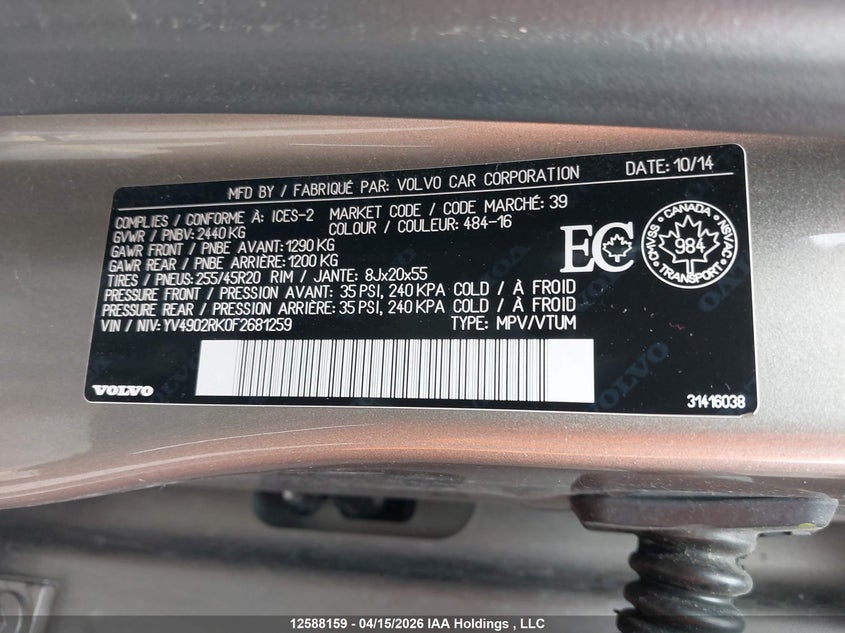 MFD BY / FABRIQUÉ PAR: VOLVO CAR CORPORATION DATE: 10/14
COMPLIES / CONFORME À: ICES-2 MARKET CODE / CODE MARCHÉ: 39
GVWR / PNBV: 2440 KG COLOUR / COULEUR: 484-16
GAWR FRONT / PNBE AVANT: 1290 KG
GAWR REAR / PNBE ARRIÈRE: 1200 KG
TIRES / PNEUS: 255/45R20 RIM / JANTE: 8Jx20x55
PRESSURE FRONT / PRESSION AVANT: 35 PSI, 240 KPA COLD / À FROID
PRESSURE REAR / PRESSION ARRIÈRE: 35 PSI, 240 KPA COLD / À FROID
VIN / NIV: YV4902RK0F2681259 TYPE: MPV/VTUM
EC
CANADA
CMVSS 984 NSVAC
TRANSPORT
VOLVO
31416038
12588159 - 04/15/2026 IAA Holdings , LLC